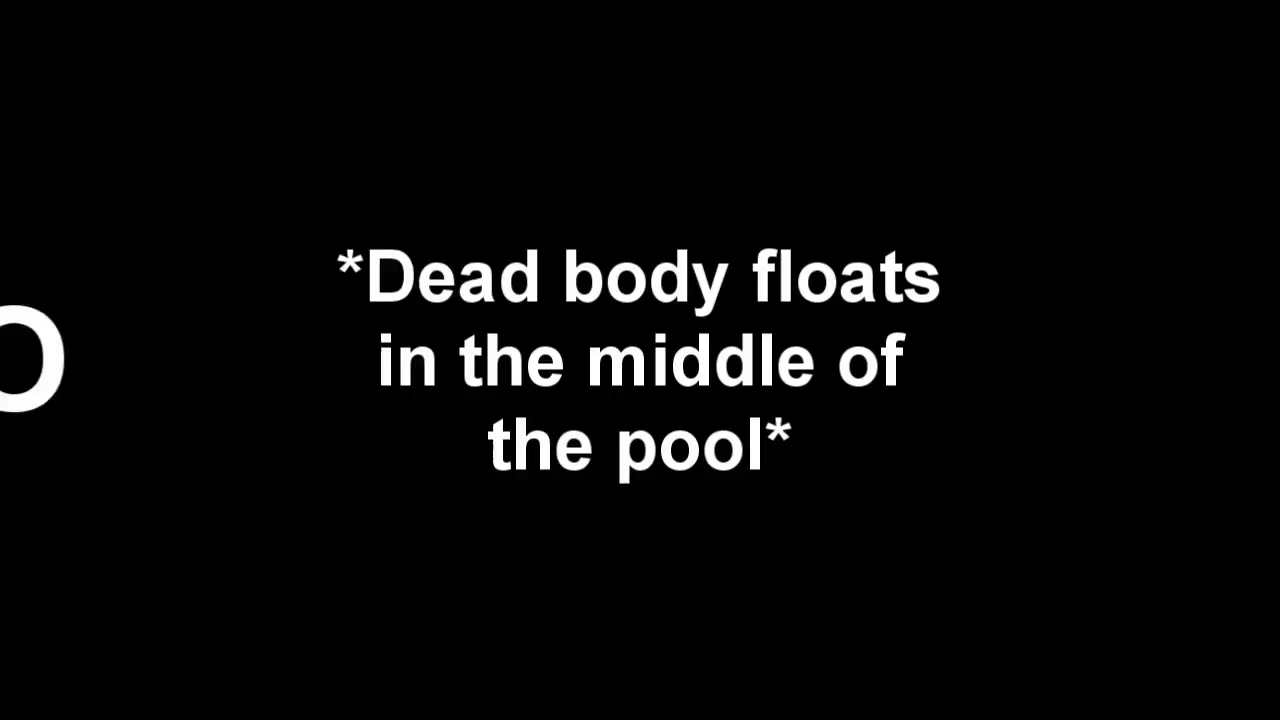 *Dead body floats
in the middle of
the pool*